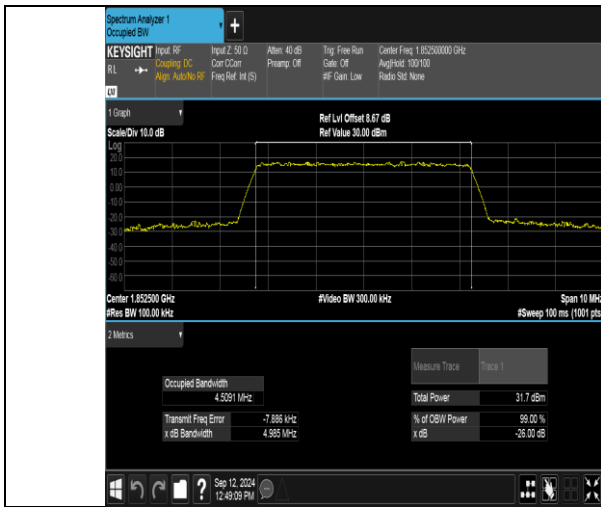 Spectrum Analyzer 1
Occupied BW
+
KEYSIGHT Input: RF Input Z: 50 Ω Atten: 40 dB Trig: Free Run Center Freq: 1.852500000 GHz
RL Coupling: DC Corr CCorr Preamp: Off Gate: Off Avg|Hold: 100/100
Align: Auto/No RF Freq Ref: Int (S) #IF Gain: Low Radio Std: None
LXI
1 Graph Ref Lvl Offset 8.67 dB
Scale/Div 10.0 dB Ref Value 30.00 dBm
Log
20.0
10.0
0.00
-10.0
-20.0
-30.0
-40.0
-50.0
-60.0
Center 1.852500 GHz #Video BW 300.00 kHz Span 10 MHz
#Res BW 100.00 kHz #Sweep 100 ms (1001 pts
2 Metrics
Measure Trace Trace 1
Occupied Bandwidth
4.5091 MHz Total Power 31.7 dBm
Transmit Freq Error -7.886 kHz % of OBW Power 99.00 %
x dB Bandwidth 4.985 MHz x dB -26.00 dB
? Sep 12, 2024
12:49:09 PM